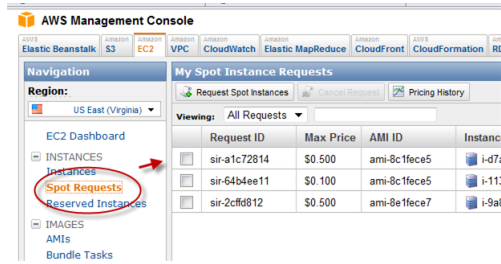 AWS Management Console
AWS Amazon Amazon Amazon Amazon Amazon Amazon AWS
Elastic Beanstalk S3 EC2 VPC CloudWatch Elastic MapReduce CloudFront CloudFormation
Navigation
My Spot Instance Requests
Region:
US East (Virginia)
Request Spot Instances Cancel Request Pricing History
Viewing: All Requests
EC2 Dashboard
Request ID Max Price AMI ID
INSTANCES
Instances
sir-a1c72814 $0.500 ami-8c1fece5
Spot Requests
sir-64b4ee11 $0.100 ami-8c1fece5
Reserved Instances
sir-2cffd812 $0.500 ami-8e1fece7
IMAGES
AMIs
Bundle Tasks